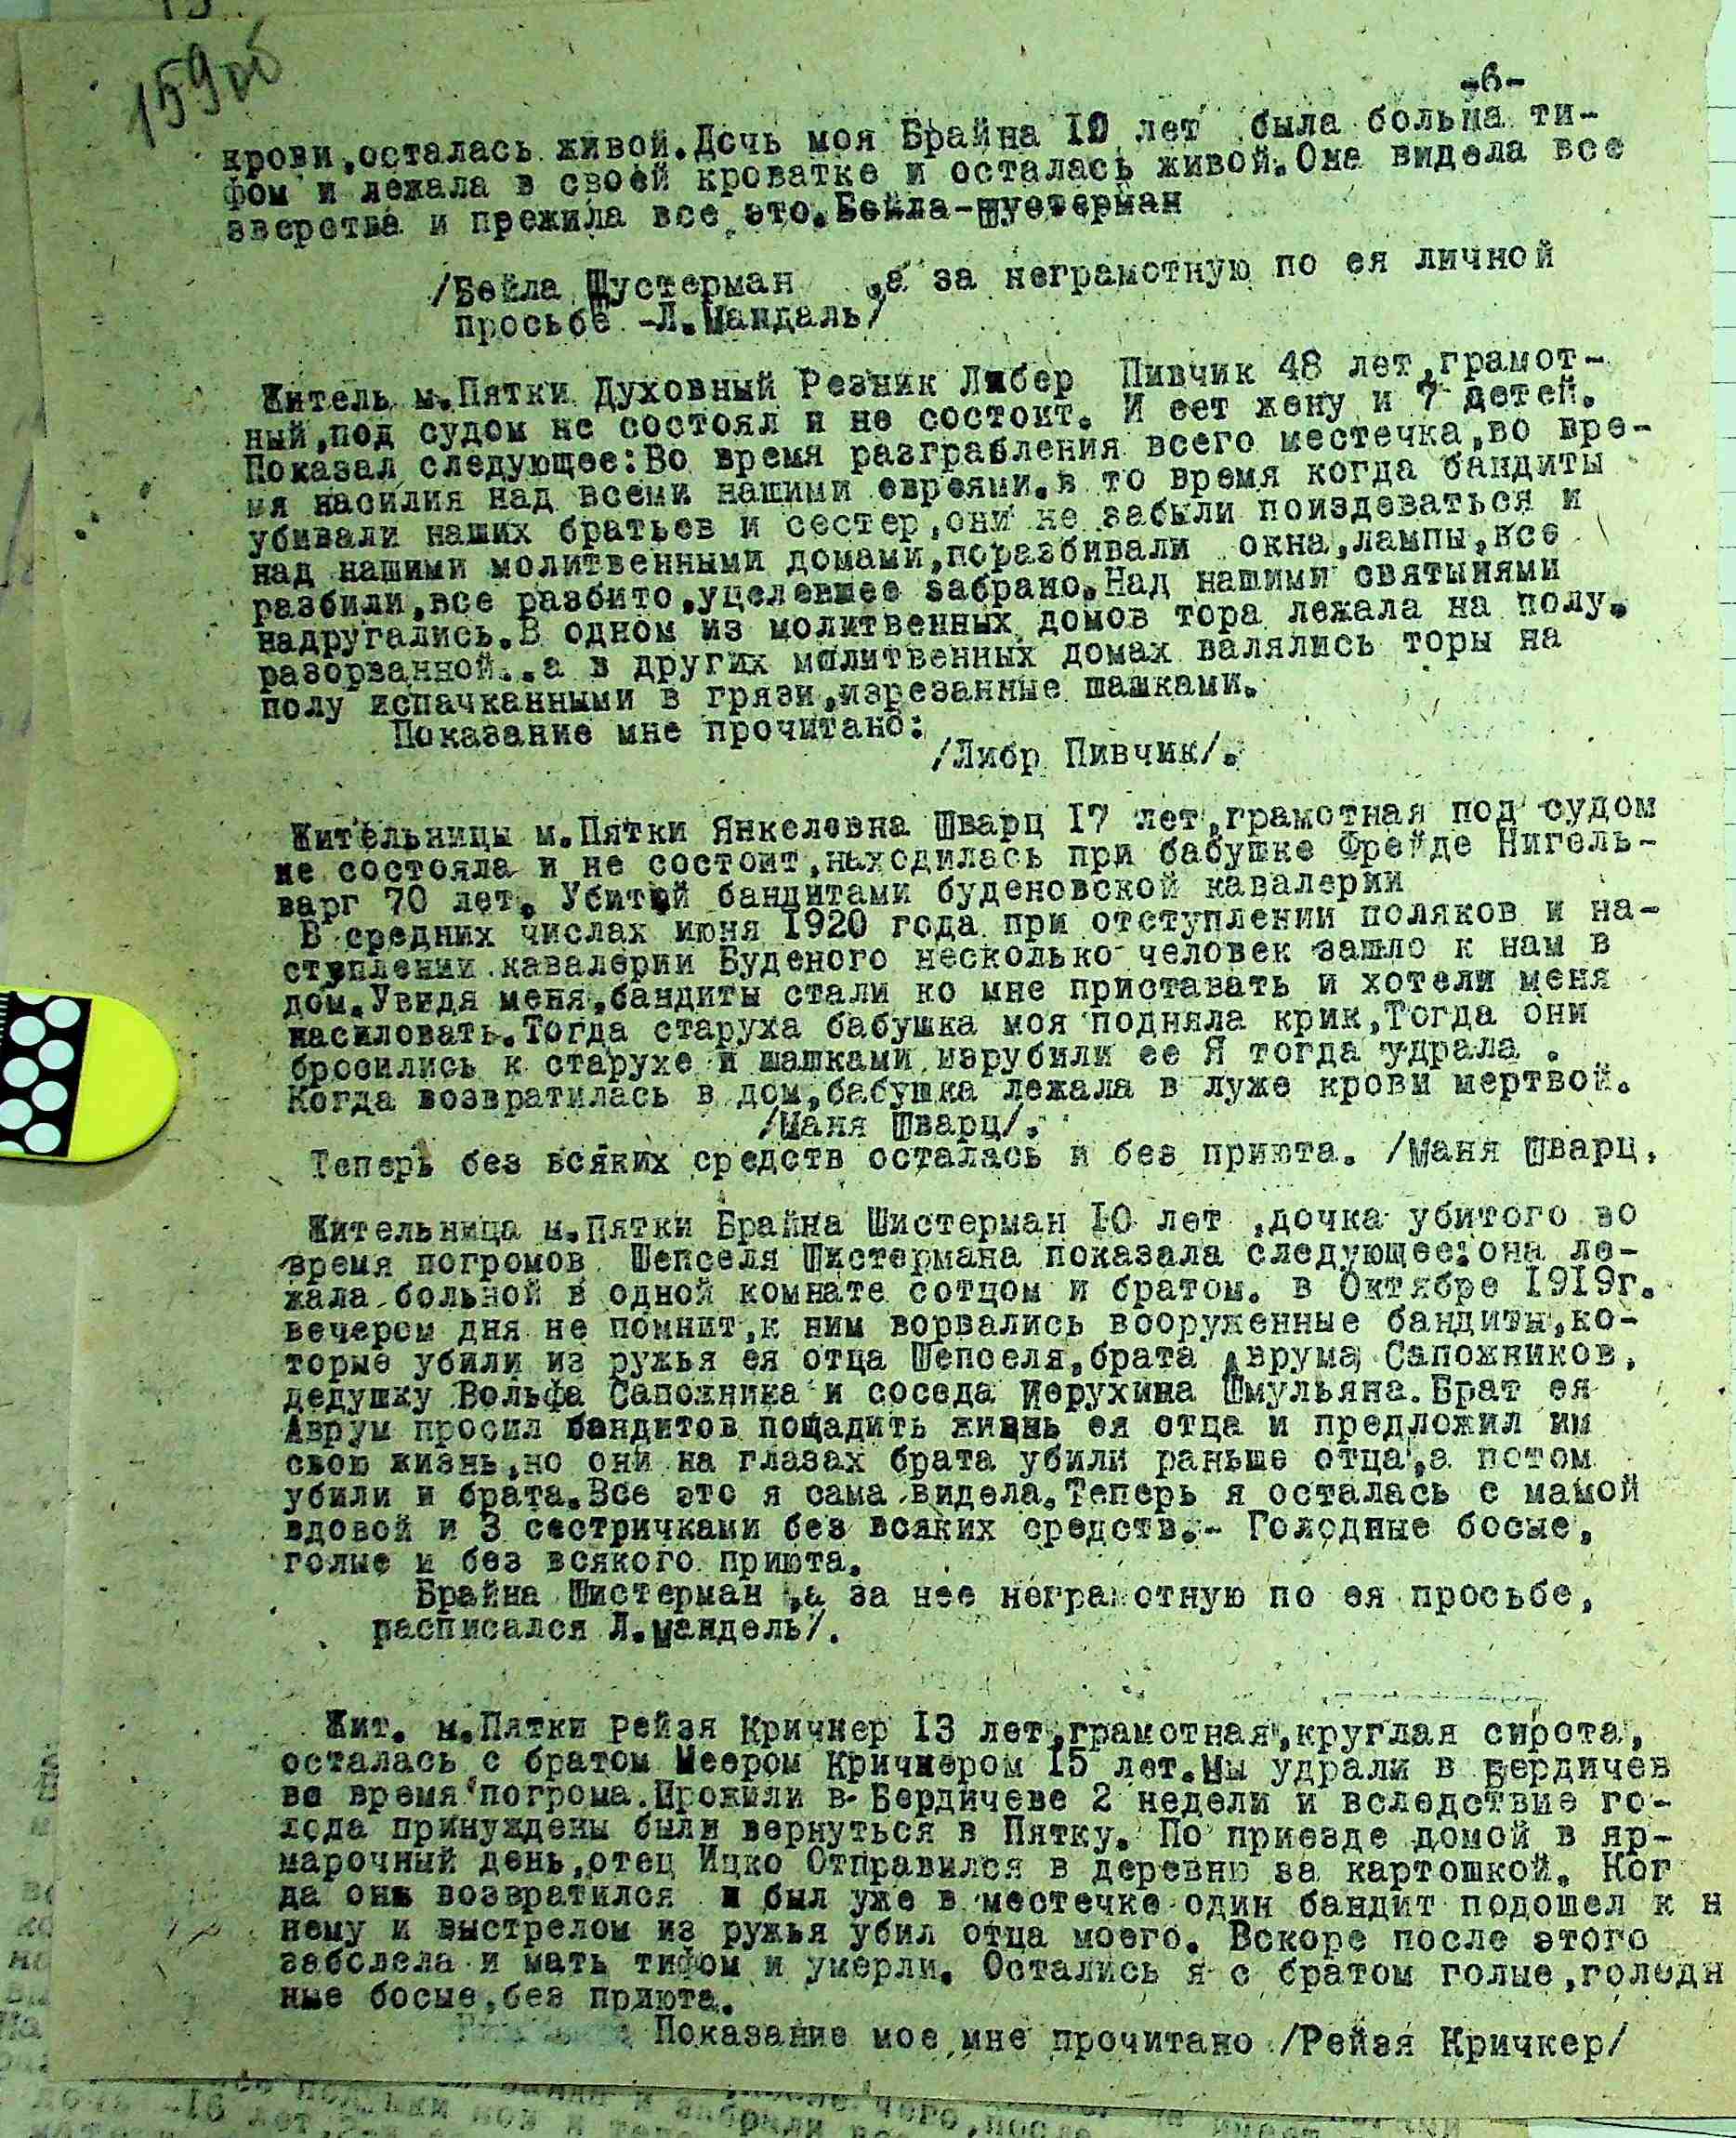 159об
-6-
крови,осталась живой.Дочь моя Брайна 10 лет была больна ти-
фом и лежала в своей кроватке и осталась живой.Она видела все
зверства и прежила все это.Бейла-шустерман
/Бейла Шустерман ,а за неграмотную по ея личной
просьбе -Л.Мандаль/
Житель м.Пятки Духовный Резник Либер Пивчик 48 лет,грамот-
ный,под судом не состоял и не состоит. И еет жену и 7 детей.
Показал следующее:Во время разграбления всего местечка,во вре-
мя насилия над всеми нашими евреями.в то время когда бандиты
убивали наших братьев и сестер,они не забыли поиздеваться и
над нашими молитвенными домами,поразбивали окна,лампы,все
разбили,все разбито,уцелевшее забрано.Над нашими святынями
надругались.В одном из молитвенных домов тора лежала на полу.
разорванной..а в других молитвенных домах валялись торы на
полу испачканными в грязи,изрезанные шашками.
Показание мне прочитано:
/Либр Пивчик/.
Жительницы м.Пятки Янкелевна Шварц 17 лет,грамотная под судом
не состояла и не состоит,находилась при бабушке Фрейде Нигель-
варг 70 лет. Убитой бандитами буденовской кавалерии
В средних числах июня 1920 года при отступлении поляков и на-
ступлении кавалерии Буденого несколько человек зашло к нам в
дом.Увидя меня,бандиты стали ко мне приставать и хотели меня
насиловать.Тогда старуха бабушка моя подняла крик,Тогда они
бросились к старухе и шашками изрубили ее Я тогда удрала .
Когда возвратилась в дом,бабушка лежала в луже крови мертвой.
/Маня Шварц/.
Теперь без всяких средств осталась и без приюта. /Маня Шварц,
Жительница м.Пятки Брайна Шистерман 10 лет ,дочка убитого во
время погромов Шепселя Шистермана показала следующее:она ле-
жала больной в одной комнате сотцом и братом. в Октябре 1919г.
вечером дня не помнит,к ним ворвались вооруженные бандиты,ко-
торые убили из ружья ея отца Шепселя,брата Аврума Сапожников,
дедушку Вольфа Сапожника и соседа Иерухина Шмульяна.Брат ея
Аврум просил бандитов пощадить жизнь ея отца и предложил им
свою жизнь,но они на глазах брата убили раньше отца,а потом
убили и брата.Все это я сама видела.Теперь я осталась с мамой
вдовой и 3 сестричками без всяких средств.- Голодные босые,
голые и без всякого приюта.
Брайна Шистерман ,а за нее неграмотную по ея просьбе,
расписался Л.мандель/.
Жит. м.Пятки Рейзя Кричкер 13 лет,грамотная,круглая сирота,
осталась с братом Меером Кричкером 15 лет.Мы удрали в Бердичев
во время погрома.Прожили в Бердичеве 2 недели и вследствие го-
лода принуждены были вернуться в Пятку. По приезде домой в яр-
марочный день,отец Ицко Отправился в деревню за картошкой. Ког
да онъ возвратился и был уже в местечке один бандит подошел к н
нему и выстрелом из ружья убил отца моего. Вскоре после этого
заболела и мать тифом и умерли. Остались я с братом голые,голодн
ные босые,без приюта.
Показание мое мне прочитано /Рейзя Кричкер/